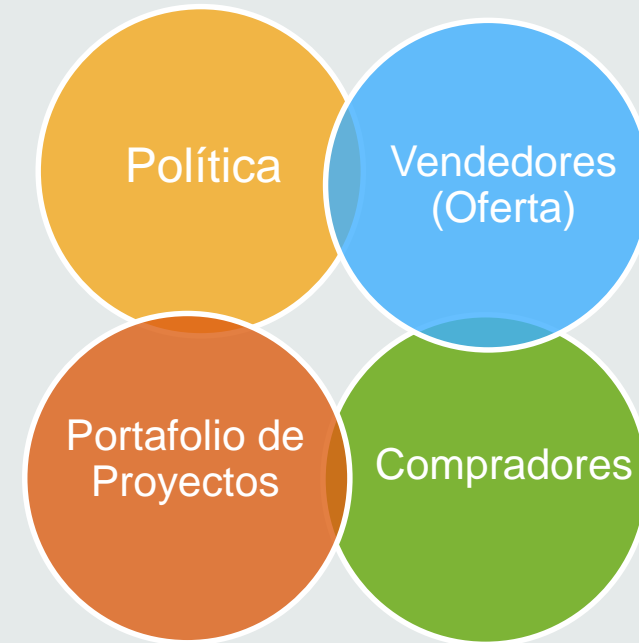 Política
Vendedores
(Oferta)
Portafolio de
Proyectos
Compradores